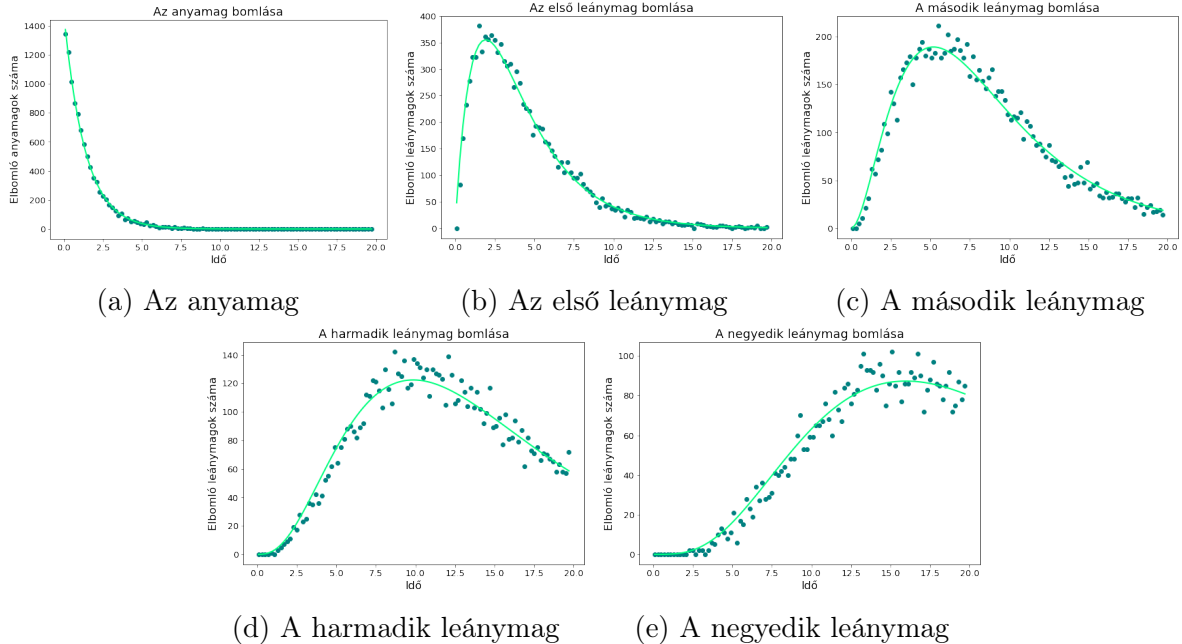 Az anyamag bomlása
Elbomló anyamagok száma
1400
1200
1000
800
600
400
200
0
0.0 2.5 5.0 7.5 10.0 12.5 15.0 17.5 20.0
Idő
(a) Az anyamag
Az első leánymag bomlása
Elbomló leánymagok száma
400
350
300
250
200
150
100
50
0
0.0 2.5 5.0 7.5 10.0 12.5 15.0 17.5 20.0
Idő
(b) Az első leánymag
A második leánymag bomlása
Elbomló leánymagok száma
200
150
100
50
0
0.0 2.5 5.0 7.5 10.0 12.5 15.0 17.5 20.0
Idő
(c) A második leánymag
A harmadik leánymag bomlása
Elbomló leánymagok száma
140
120
100
80
60
40
20
0
0.0 2.5 5.0 7.5 10.0 12.5 15.0 17.5 20.0
Idő
(d) A harmadik leánymag
A negyedik leánymag bomlása
Elbomló leánymagok száma
100
80
60
40
20
0
0.0 2.5 5.0 7.5 10.0 12.5 15.0 17.5 20.0
Idő
(e) A negyedik leánymag